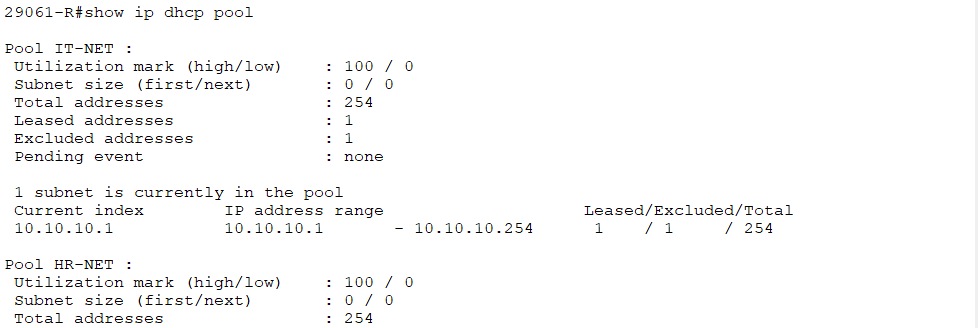 29061-R#show ip dhcp pool
Pool IT-NET :
Utilization mark (high/low) : 100 / 0
Subnet size (first/next) : 0 / 0
Total addresses : 254
Leased addresses : 1
Excluded addresses : 1
Pending event : none
1 subnet is currently in the pool
Current index IP address range Leased/Excluded/Total
10.10.10.1 10.10.10.1 - 10.10.10.254 1 / 1 / 254
Pool HR-NET :
Utilization mark (high/low) : 100 / 0
Subnet size (first/next) : 0 / 0
Total addresses : 254